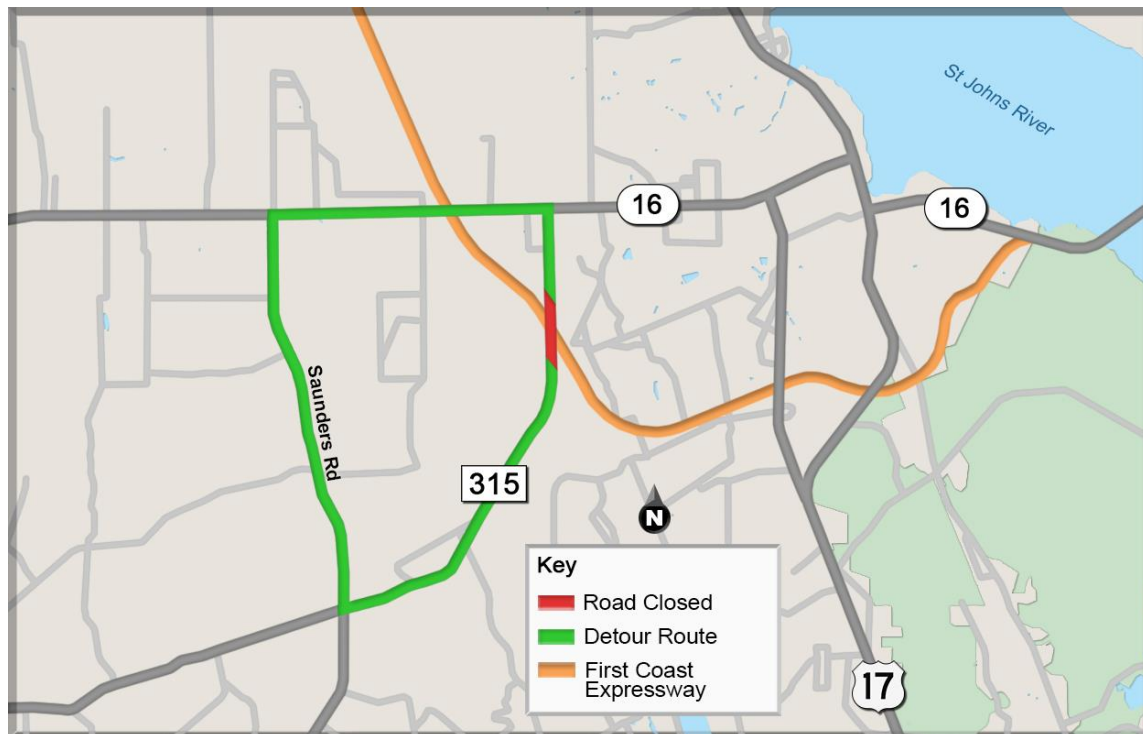 St Johns River
16
16
Saunders Rd
315
N
Key
Road Closed
Detour Route
First Coast
Expressway
17